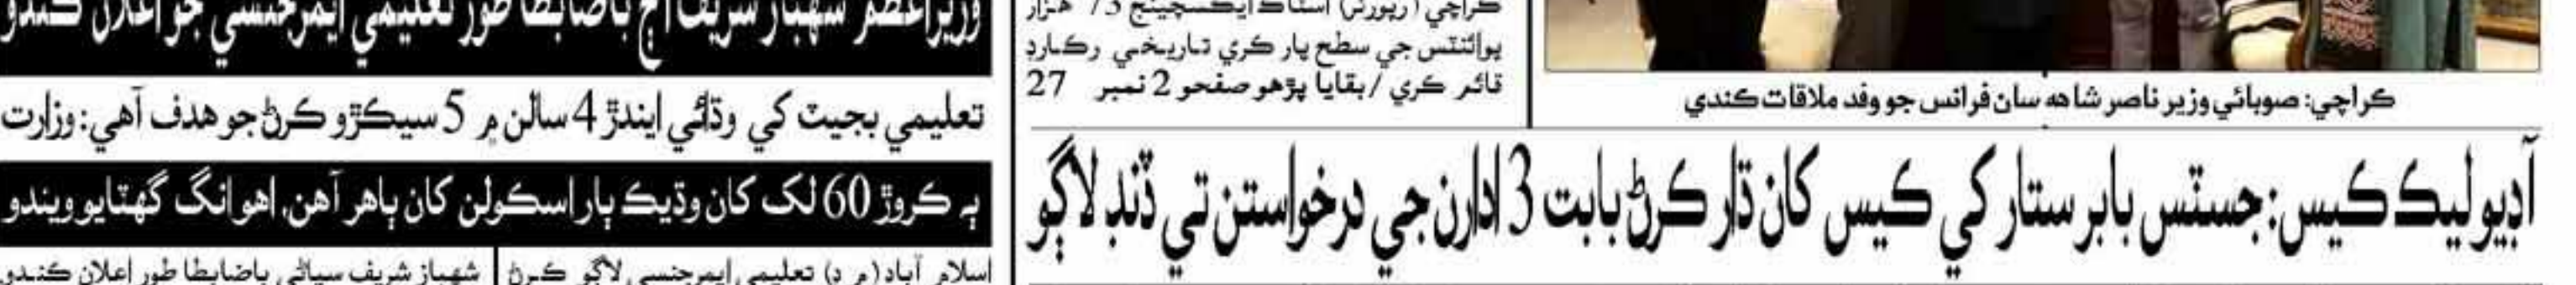 ڪراچي: صوبائي وزير ناصر شاهه سان فرانس جو وفد ملاقات ڪندي
آڊيو ليڪ ڪيس: جسٽس بابر ستار کي ڪيس کان ڌار ڪرڻ بابت 3 ادارن جي درخواستن تي ڏنڊ لاڳو
ڪراچي (رپورٽر) اسٽاڪ ايڪسچينج 73 هزار
پوائنٽس جي سطح پار ڪري تاريخي رڪارڊ
قائم ڪري / بقايا پڙهو صفحو 2 نمبر 27
وزيراعظم شهباز شريف اڄ باضابطا طور تعليمي ايمرجنسي جو اعلان ڪندو
تعليمي بجيٽ کي وڌائي ايندڙ 4 سالن ۾ 5 سيڪڙو ڪرڻ جو هدف آهي: وزارت
ٻه ڪروڙ 60 لک کان وڌيڪ ٻار اسڪولن کان ٻاهر آهن، اهو انگ گهٽايو ويندو
اسلام آباد (م ڊ) تعليمي ايمرجنسي لاڳو ڪرڻ
شهباز شريف سڀاڻي باضابطا طور اعلان ڪندو